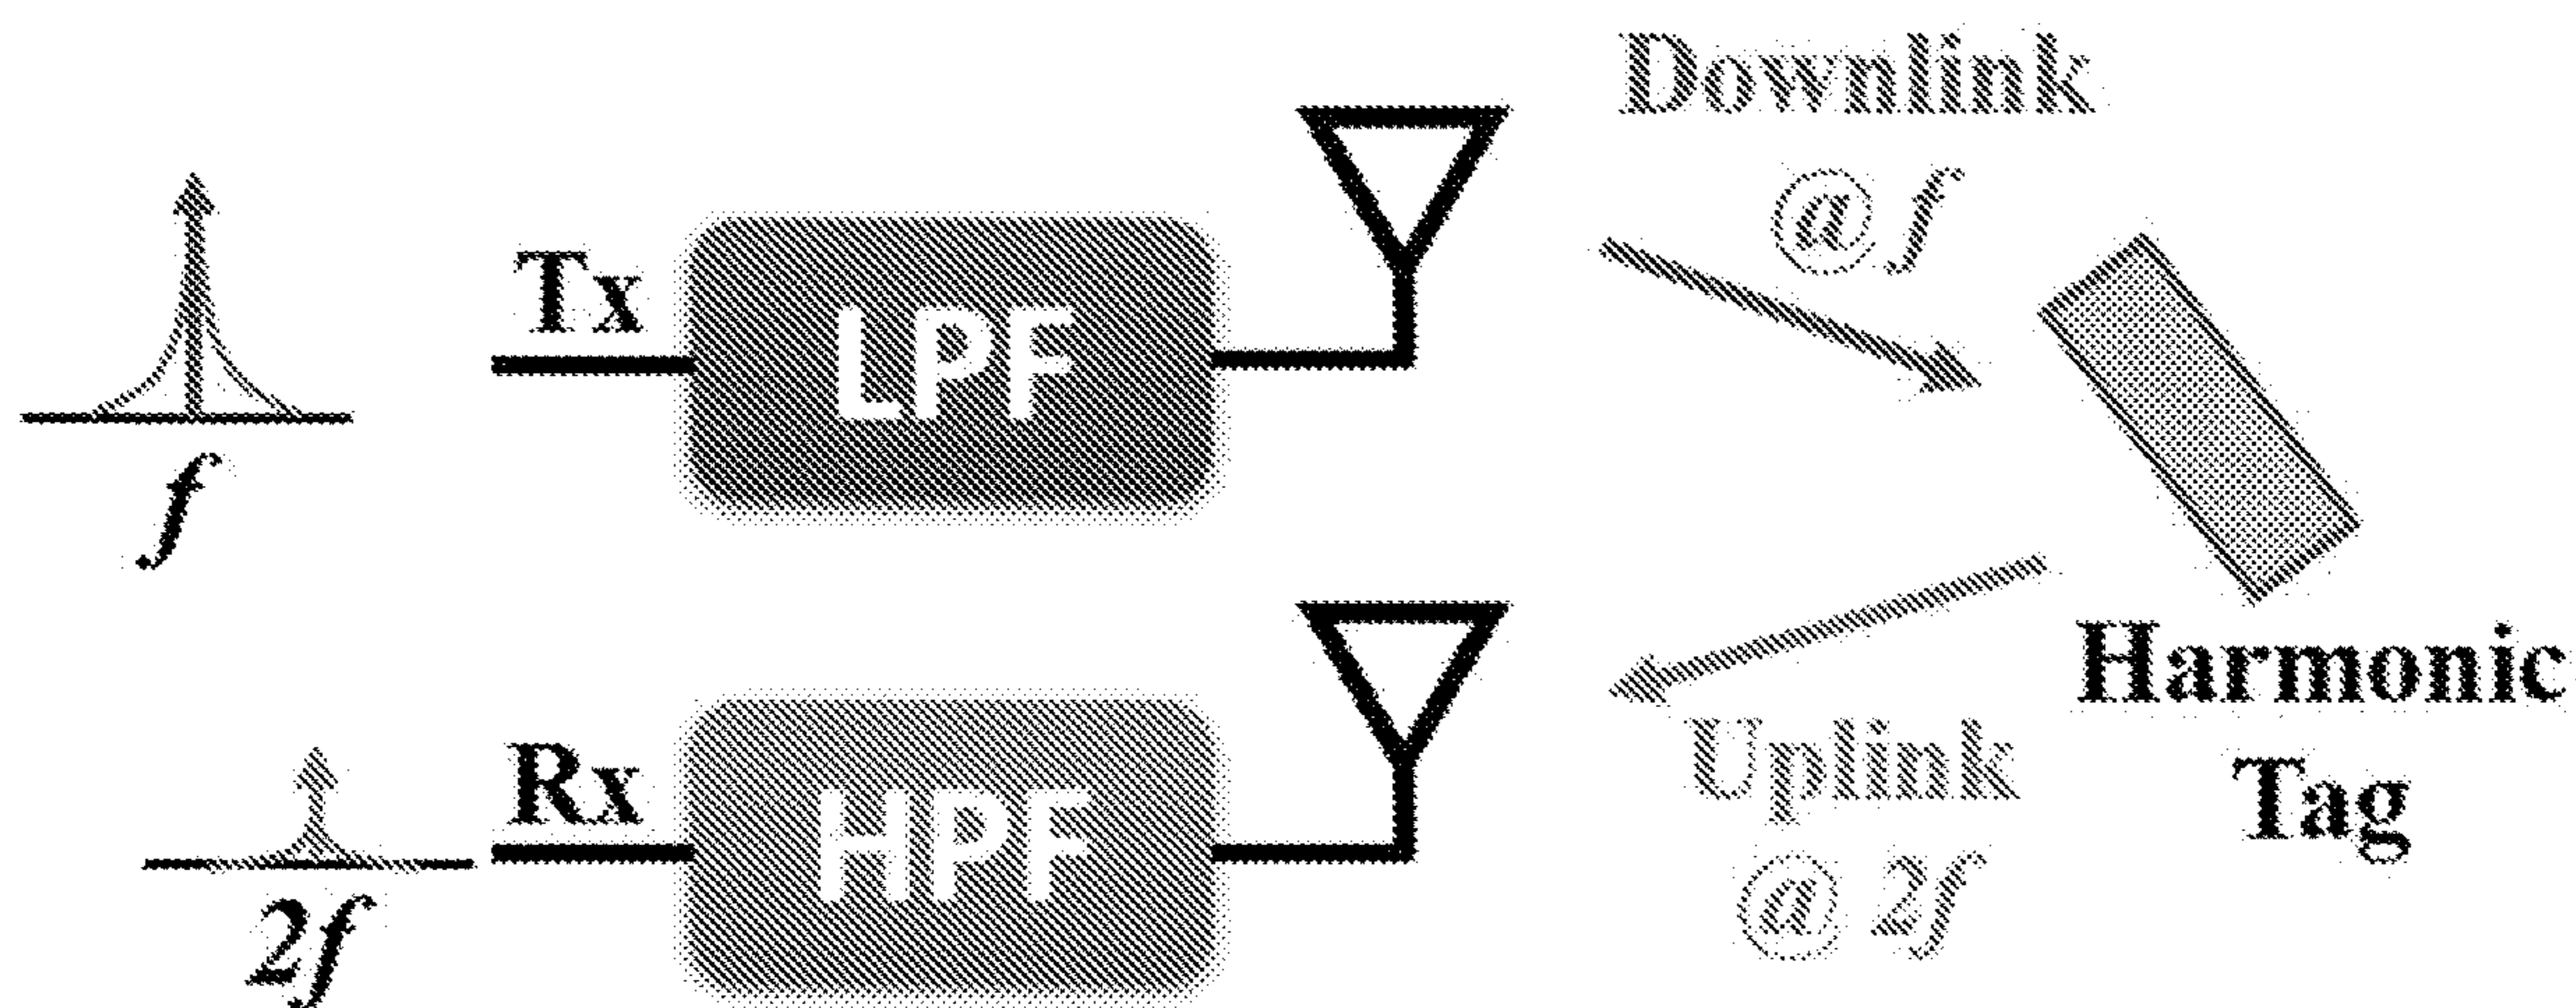 Downlink
@ f
Tx
LPF
f
Harmonic
Tag
Rx
HPF
Uplink
@ 2f
2f